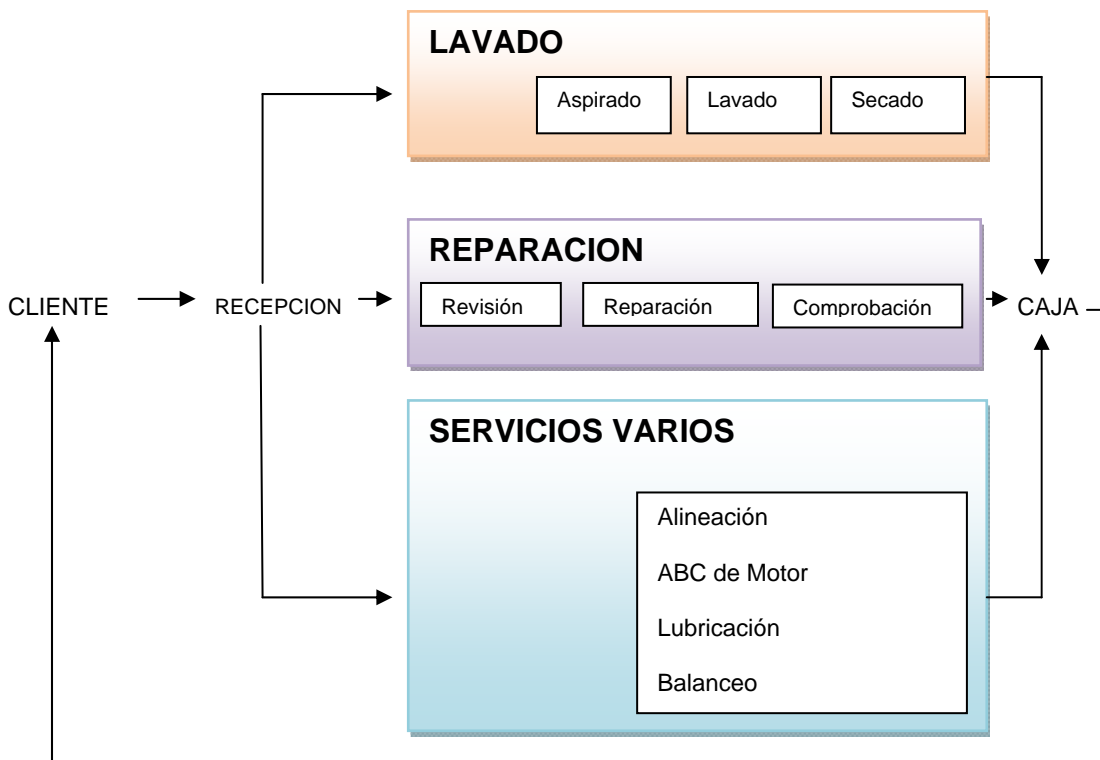 LAVADO
Aspirado
Lavado
Secado
REPARACION
Revisión
Reparación
Comprobación
CLIENTE
RECEPCION
CAJA
SERVICIOS VARIOS
Alineación
ABC de Motor
Lubricación
Balanceo